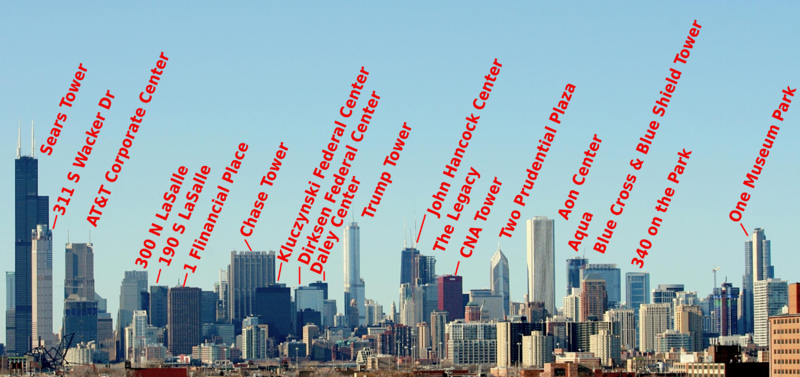 Sears Tower
311 S Wacker Dr
AT&T Corporate Center
300 N LaSalle
190 S LaSalle
1 Flinancial Place
Chase Tower
Kluczynski Federal Center
Dirksen Federal Center
Daley Center
Trump Tower
John Hancock Center
The Legacy
CNA Tower
Two Prudential Plaza
Aon Center
Aqua
Blue Cross & Blue Shield Tower
340 on the Park
One Museum Park